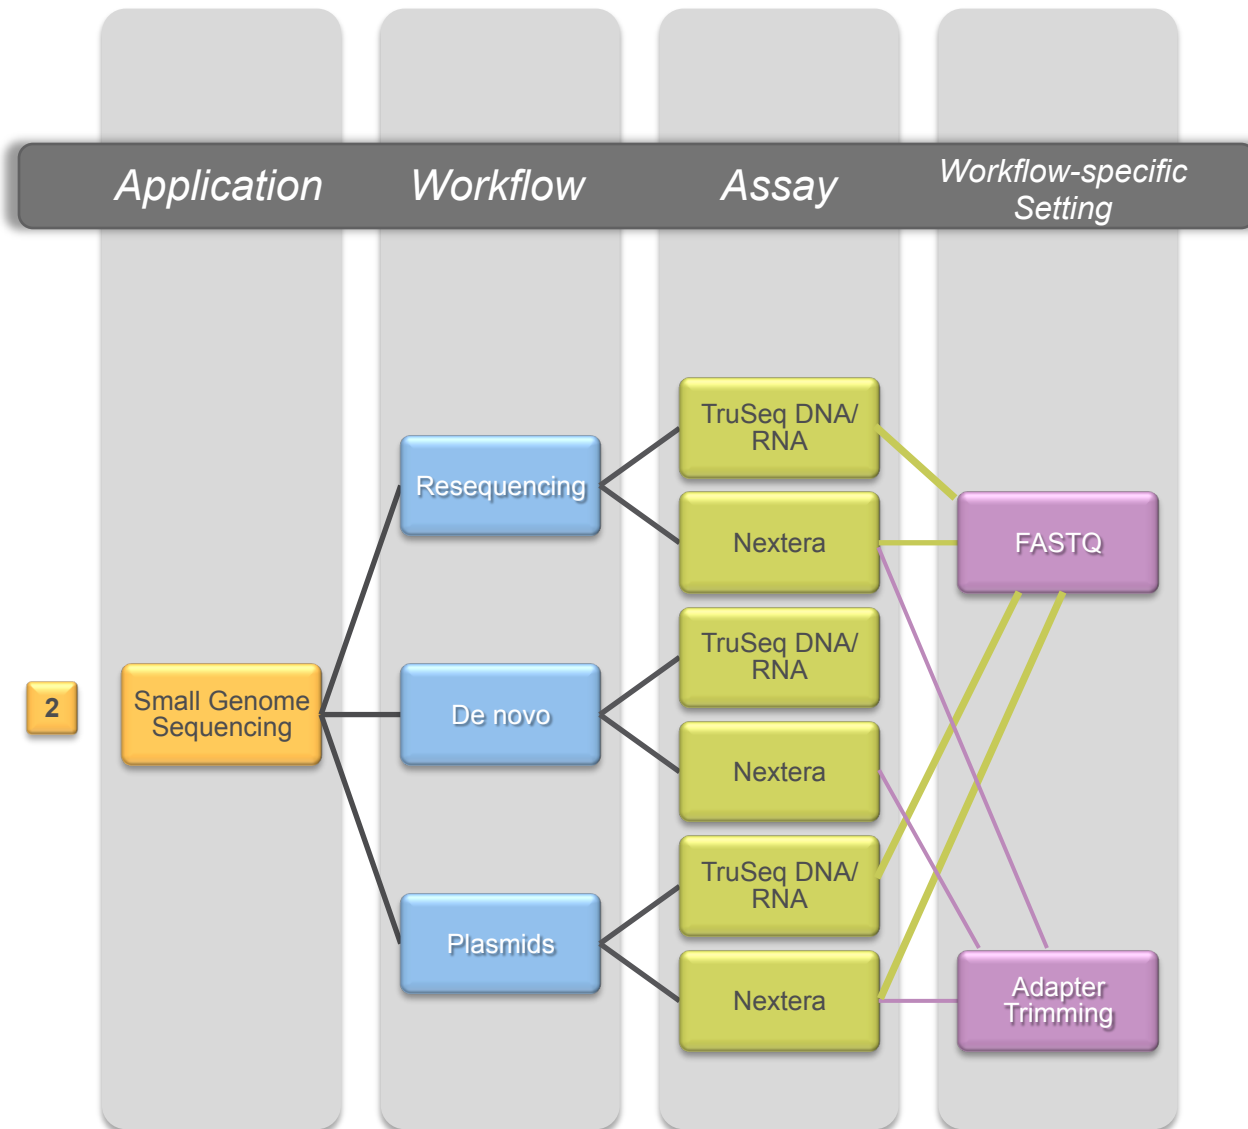 Application
Workflow
Assay
Workflow-specific
Setting
TruSeq DNA/
RNA
Resequencing
Nextera
FASTQ
TruSeq DNA/
RNA
2
Small Genome
Sequencing
De novo
Nextera
TruSeq DNA/
RNA
Plasmids
Nextera
Adapter
Trimming